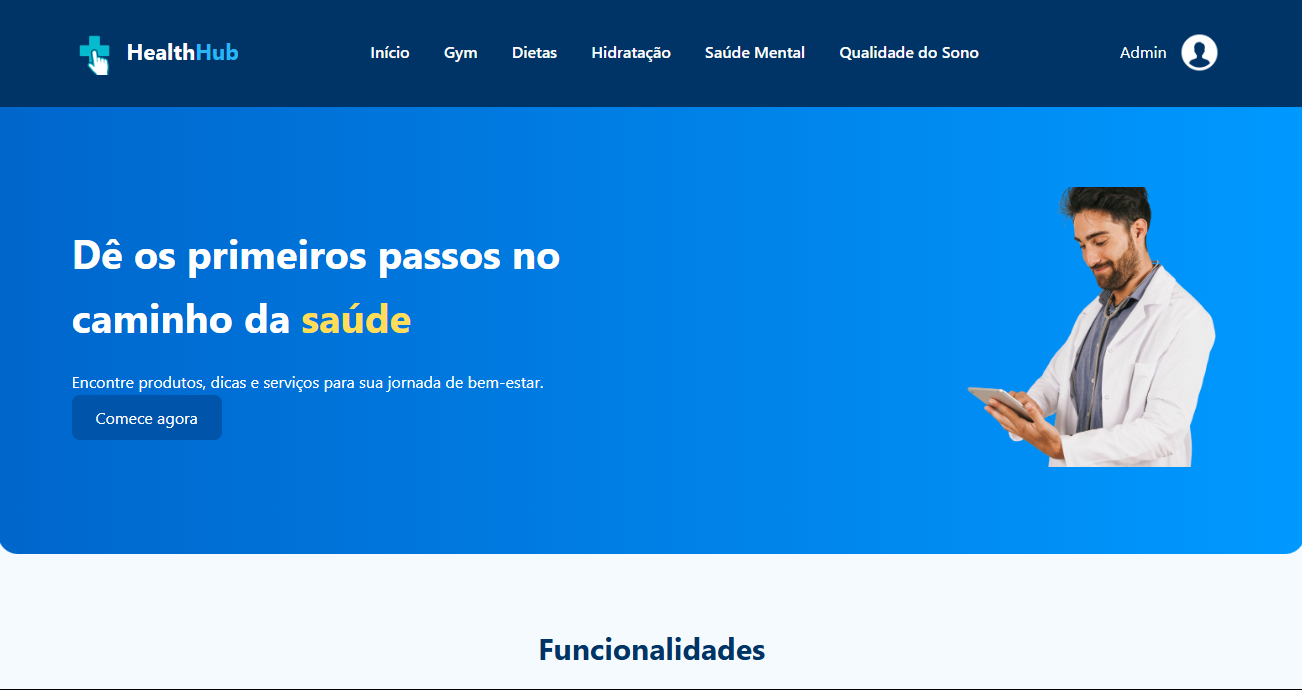 HealthHub
Início
Gym
Dietas
Hidratação
Saúde Mental
Qualidade do Sono
Admin
Dê os primeiros passos no
caminho da saúde
Encontre produtos, dicas e serviços para sua jornada de bem-estar.
Comece agora
Funcionalidades